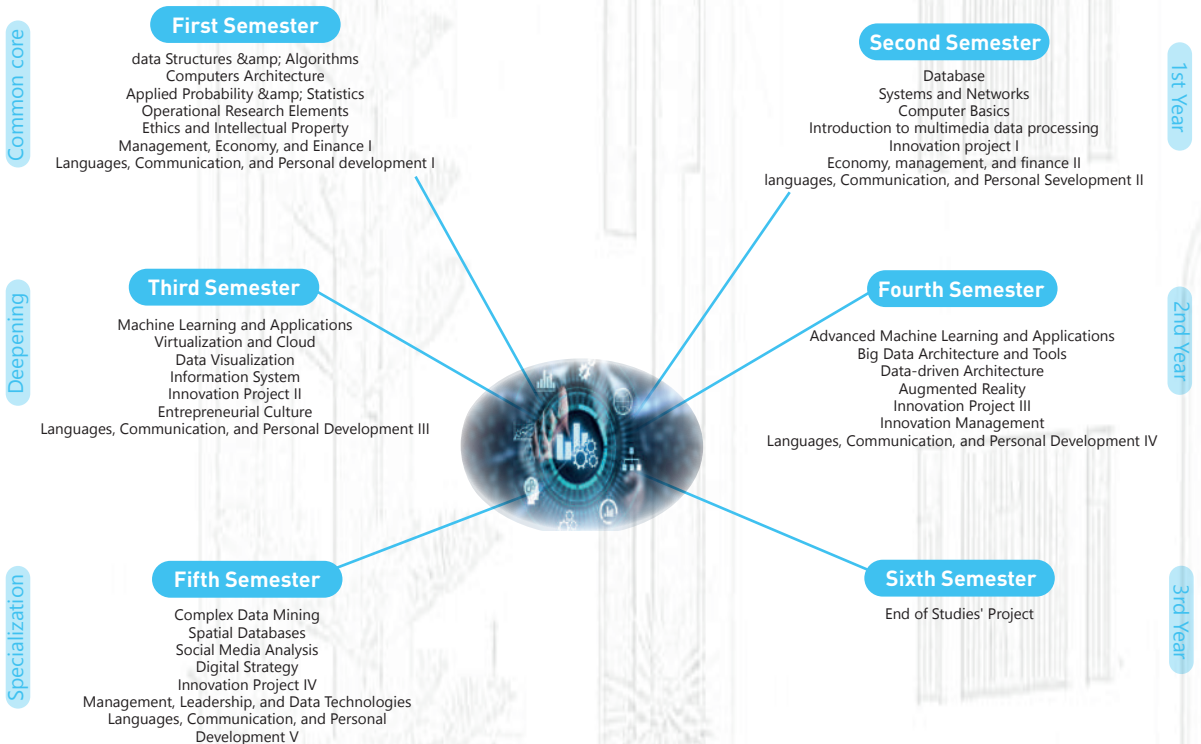 Common core
First Semester
data Structures &amp; Algorithms
Computers Architecture
Applied Probability &amp; Statistics
Operational Research Elements
Ethics and Intellectual Property
Management, Economy, and Einance I
Languages, Communication, and Personal development I
Second Semester
Database
Systems and Networks
Computer Basics
Introduction to multimedia data processing
Innovation project I
Economy, management, and finance II
languages, Communication, and Personal Sevelopment II
1st Year
Deepening
Third Semester
Machine Learning and Applications
Virtualization and Cloud
Data Visualization
Information System
Innovation Project II
Entrepreneurial Culture
Languages, Communication, and Personal Development III
Fourth Semester
Advanced Machine Learning and Applications
Big Data Architecture and Tools
Data-driven Architecture
Augmented Reality
Innovation Project III
Innovation Management
Languages, Communication, and Personal Development IV
2nd Year
Specialization
Fifth Semester
Complex Data Mining
Spatial Databases
Social Media Analysis
Digital Strategy
Innovation Project IV
Management, Leadership, and Data Technologies
Languages, Communication, and Personal
Development V
Sixth Semester
End of Studies' Project
3rd Year